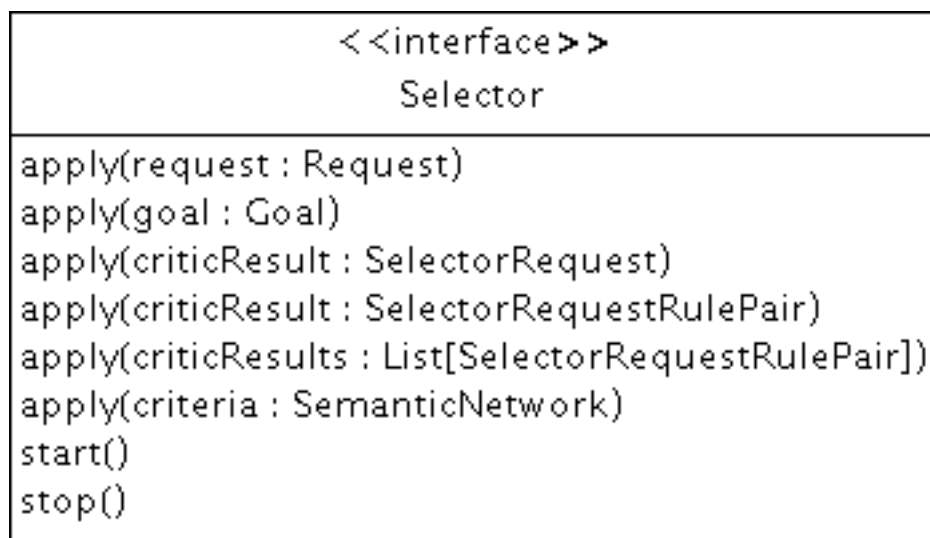 <<interface>>
Selector
apply(request : Request)
apply(goal : Goal)
apply(criticResult : SelectorRequest)
apply(criticResult : SelectorRequestRulePair)
apply(criticResults : List[SelectorRequestRulePair])
apply(criteria : SemanticNetwork)
start()
stop()